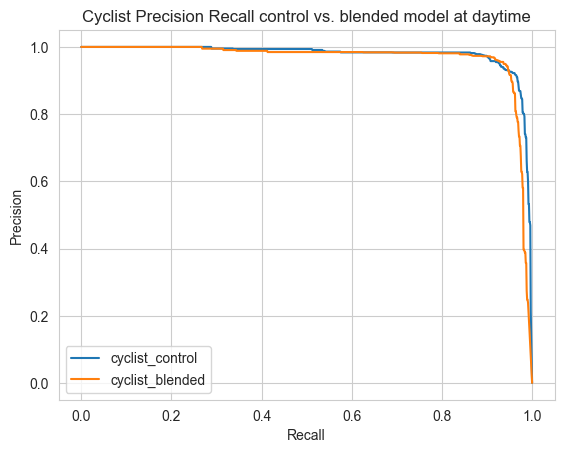 Cyclist Precision Recall control vs. blended model at daytime
1.0
0.8
0.6
0.4
0.2
0.0
Precision
cyclist_control
cyclist_blended
0.0 0.2 0.4 0.6 0.8 1.0
Recall